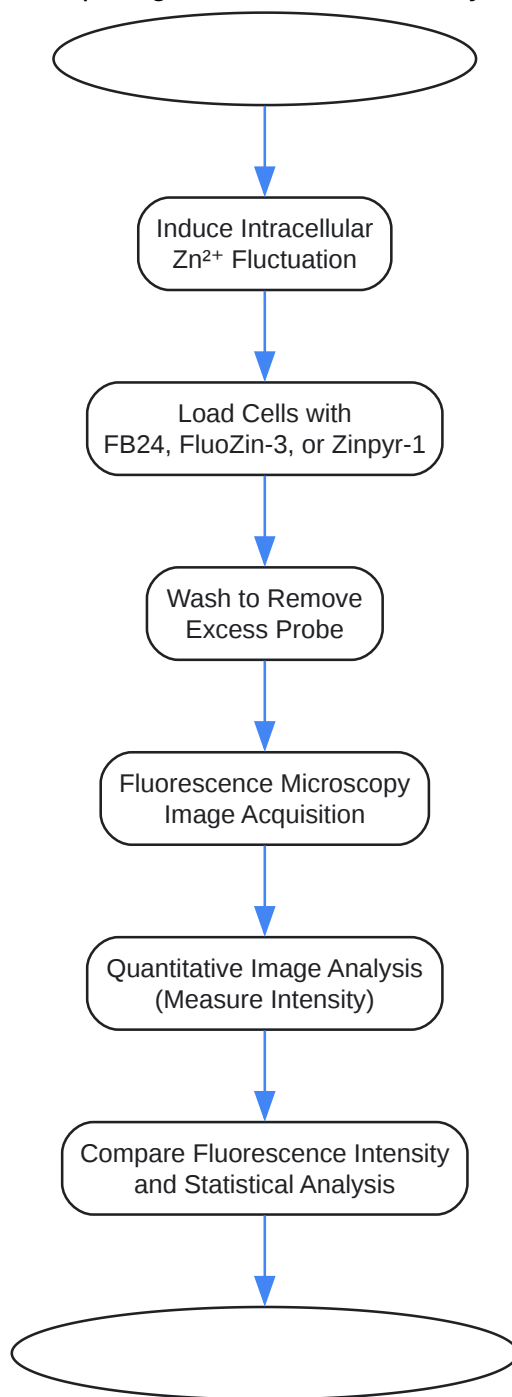 Induce Intracellular
Zn²⁺ Fluctuation
Load Cells with
FB24, FluoZin-3, or Zinpyr-1
Wash to Remove
Excess Probe
Fluorescence Microscopy
Image Acquisition
Quantitative Image Analysis
(Measure Intensity)
Compare Fluorescence Intensity
and Statistical Analysis